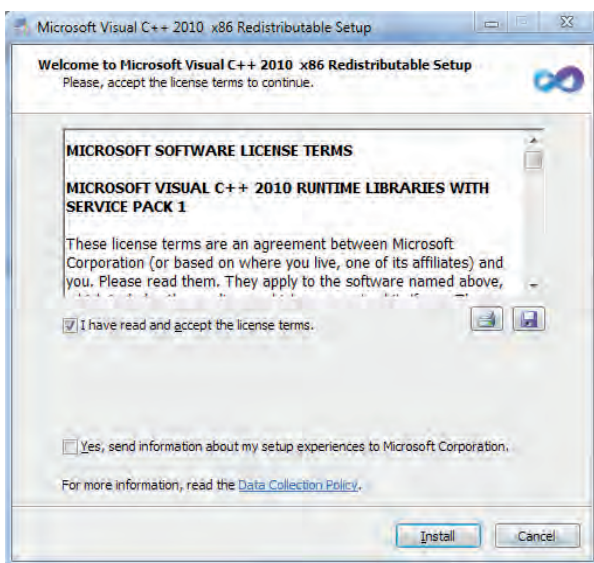 Microsoft Visual C++ 2010 x86 Redistributable Setup
Welcome to Microsoft Visual C++ 2010 x86 Redistributable Setup
Please, accept the license terms to continue.
MICROSOFT SOFTWARE LICENSE TERMS
MICROSOFT VISUAL C++ 2010 RUNTIME LIBRARIES WITH
SERVICE PACK 1
These license terms are an agreement between Microsoft
Corporation (or based on where you live, one of its affiliates) and
you. Please read them. They apply to the software named above,
I have read and accept the license terms.
Yes, send information about my setup experiences to Microsoft Corporation.
For more information, read the Data Collection Policy.
Install
Cancel